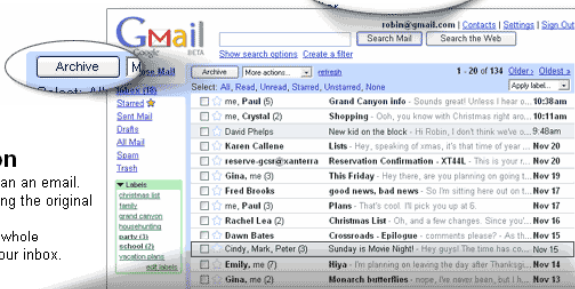 robin@gmail.com | Contacts | Settings | Sign Out
Gmail
by Google BETA
Search Mail Search the Web
Show search options Create a filter
Archive
Archive More actions... refresh 1 - 20 of 134 Older › Oldest »
Select: All, Read, Unread, Starred, Unstarred, None Apply label...
Select: All
Inbox (10)
Starred
Sent Mail
Drafts
All Mail
Spam
Trash
Labels
christmas list
family
grand canyon
househunting
party (3)
school (2)
vacation plans
edit labels
me, Paul (5) Grand Canyon info - Sounds great! Unless I hear o... 10:38am
me, Crystal (2) Shopping - Ooh, you know with Christmas right aro... 10:11am
David Phelps New kid on the block - Hi Robin, I don't think we've o... 9:48am
Karen Callene Lists - Hey, speaking of xmas, it's that time of year ... Nov 20
reserve-gcsr@xanterra Reservation Confirmation - XT44L - This is your r... Nov 20
Gina, me (3) This Friday - Hey there, are you planning on going t... Nov 19
Fred Brooks good news, bad news - So I'm sitting here out on t... Nov 17
me, Paul (3) Plans - That's cool. I'll pick you up at 6. Nov 17
Rachel Lea (2) Christmas List - Oh, and a few changes. Since you'... Nov 16
Dawn Bates Crossroads - Epilogue - comments please? - As th... Nov 15
Cindy, Mark, Peter (3) Sunday is Movie Night! - Hey guys! The time has co... Nov 15
Emily, me (7) Hiya - I'm planning on leaving the day after Thanksgi... Nov 14
Gina, me (2) Monarch butterflies - nope, I've never been, but I h... Nov 13
on
an an email.
ng the original
whole
our inbox.